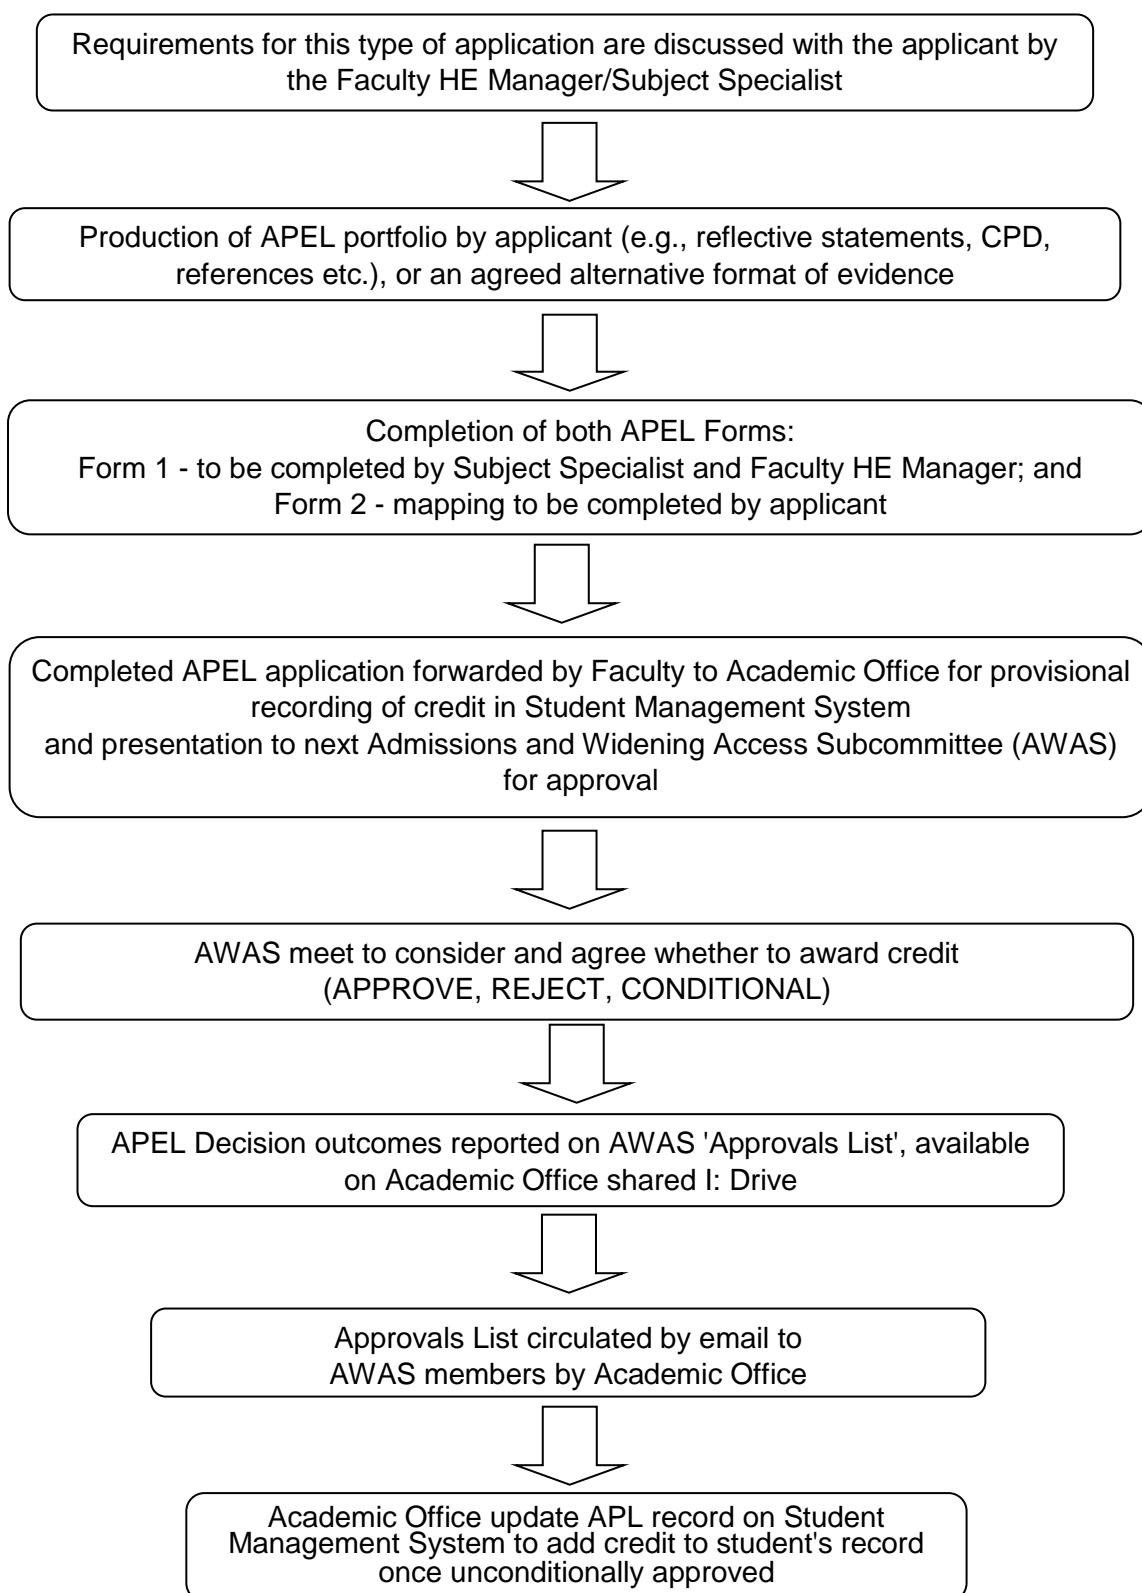 Requirements for this type of application are discussed with the applicant by
the Faculty HE Manager/Subject Specialist
Production of APEL portfolio by applicant (e.g., reflective statements, CPD,
references etc.), or an agreed alternative format of evidence
Completion of both APEL Forms:
Form 1 - to be completed by Subject Specialist and Faculty HE Manager; and
Form 2 - mapping to be completed by applicant
Completed APEL application forwarded by Faculty to Academic Office for provisional
recording of credit in Student Management System
and presentation to next Admissions and Widening Access Subcommittee (AWAS)
for approval
AWAS meet to consider and agree whether to award credit
(APPROVE, REJECT, CONDITIONAL)
APEL Decision outcomes reported on AWAS 'Approvals List', available
on Academic Office shared I: Drive
Approvals List circulated by email to
AWAS members by Academic Office
Academic Office update APL record on Student
Management System to add credit to student's record
once unconditionally approved